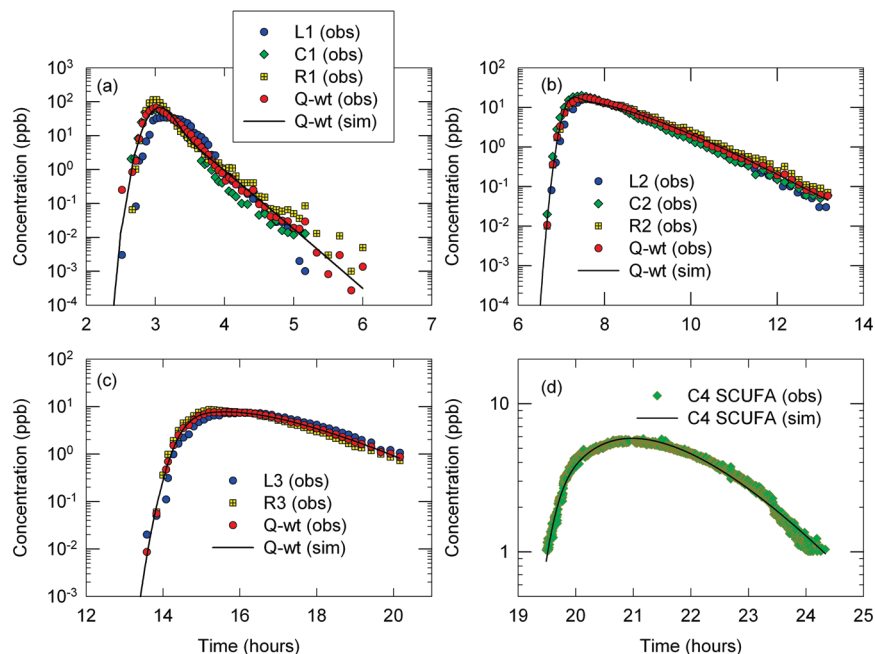 L1 (obs)
C1 (obs)
R1 (obs)
Q-wt (obs)
Q-wt (sim)
(a)
Concentration (ppb)
10³
10²
10¹
10⁰
10⁻¹
10⁻²
10⁻³
10⁻⁴
2 3 4 5 6 7
(b)
Concentration (ppb)
10²
10¹
10⁰
10⁻¹
10⁻²
10⁻³
10⁻⁴
L2 (obs)
C2 (obs)
R2 (obs)
Q-wt (obs)
Q-wt (sim)
6 8 10 12 14
(c)
Concentration (ppb)
10²
10¹
10⁰
10⁻¹
10⁻²
10⁻³
L3 (obs)
R3 (obs)
Q-wt (obs)
Q-wt (sim)
12 14 16 18 20
Time (hours)
(d)
C4 SCUFA (obs)
C4 SCUFA (sim)
Concentration (ppb)
10
1
19 20 21 22 23 24 25
Time (hours)